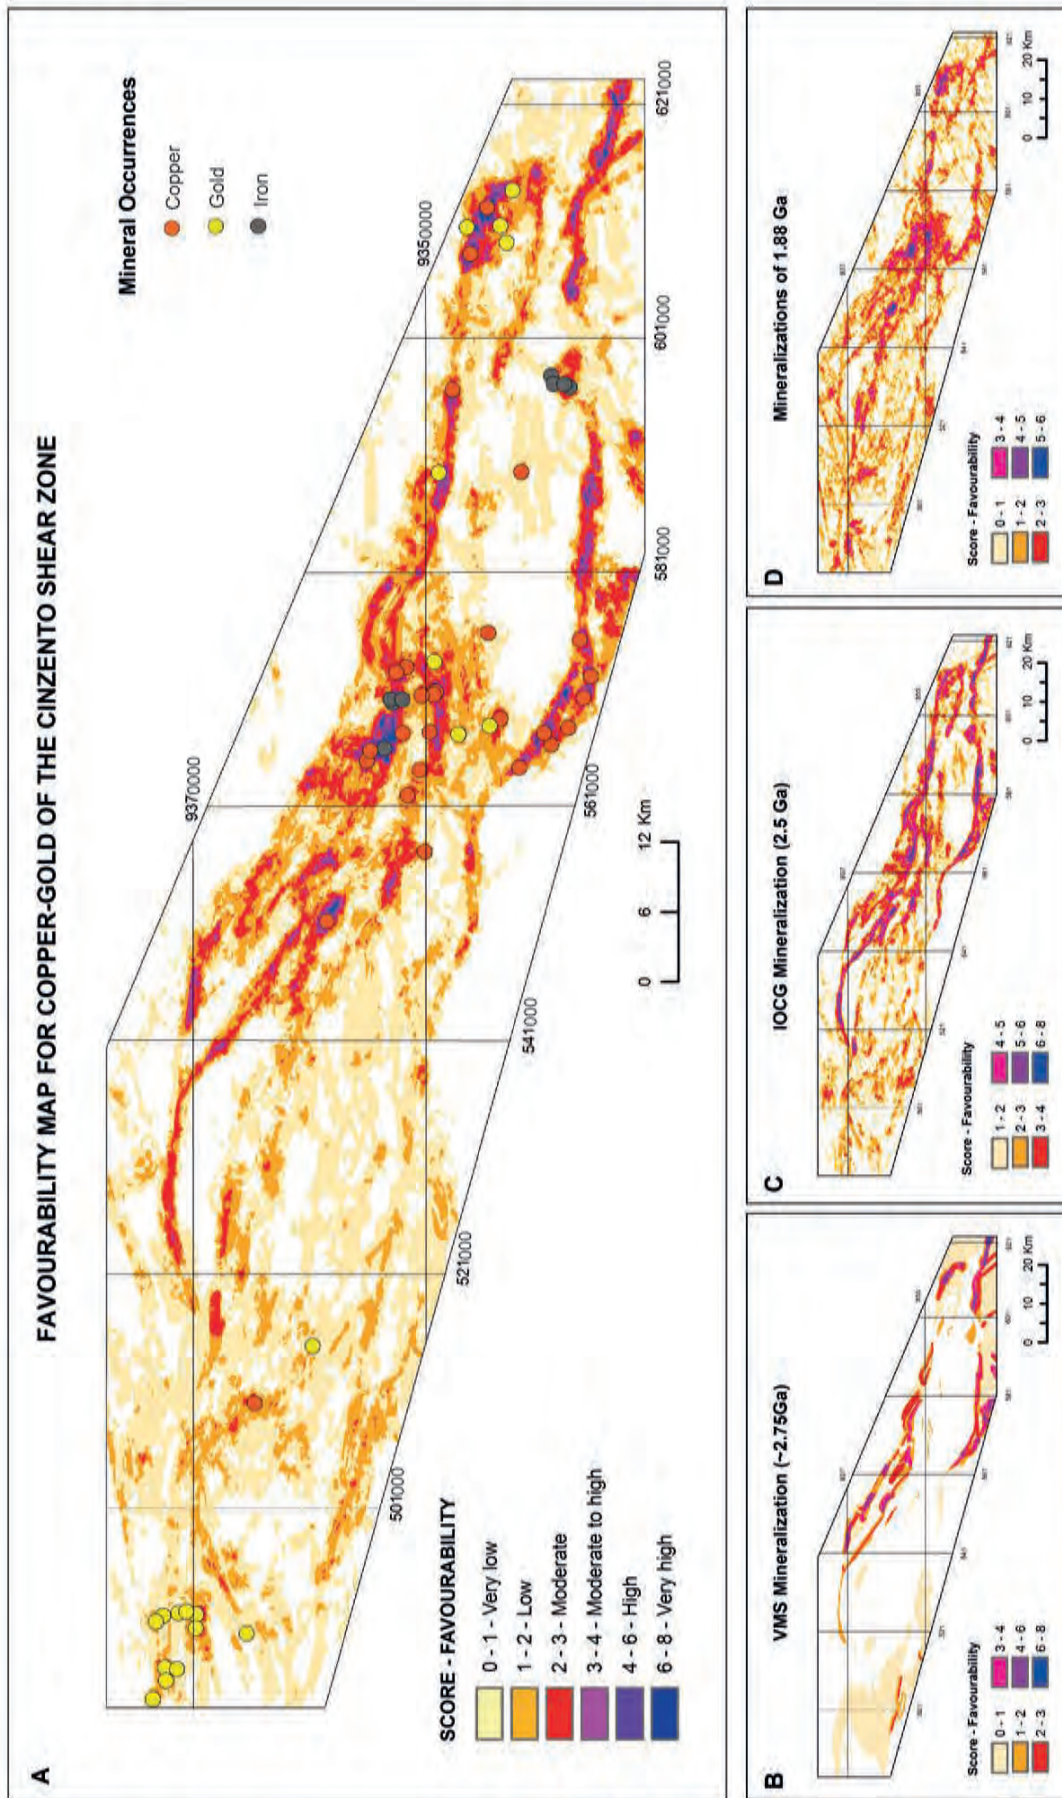 A
FAVOURABILITY MAP FOR COPPER-GOLD OF THE CINZENTO SHEAR ZONE
Mineral Occurrences
Copper
Gold
Iron
9370000
9350000
501000
521000
541000
561000
581000
601000
621000
0 6 12 Km
SCORE - FAVOURABILITY
0 - 1 - Very low
1 - 2 - Low
2 - 3 - Moderate
3 - 4 - Moderate to high
4 - 6 - High
6 - 8 - Very high
B
VMS Mineralization (~2.75Ga)
Score - Favourability
0 - 1 3 - 4
1 - 2 4 - 6
2 - 3 6 - 8
0 10 20 Km
C
IOCG Mineralization (2.5 Ga)
Score - Favourability
1 - 2 4 - 5
2 - 3 5 - 6
3 - 4 6 - 8
0 10 20 Km
D
Mineralizations of 1.88 Ga
Score - Favourability
0 - 1 3 - 4
1 - 2 4 - 5
2 - 3 5 - 6
0 10 20 Km